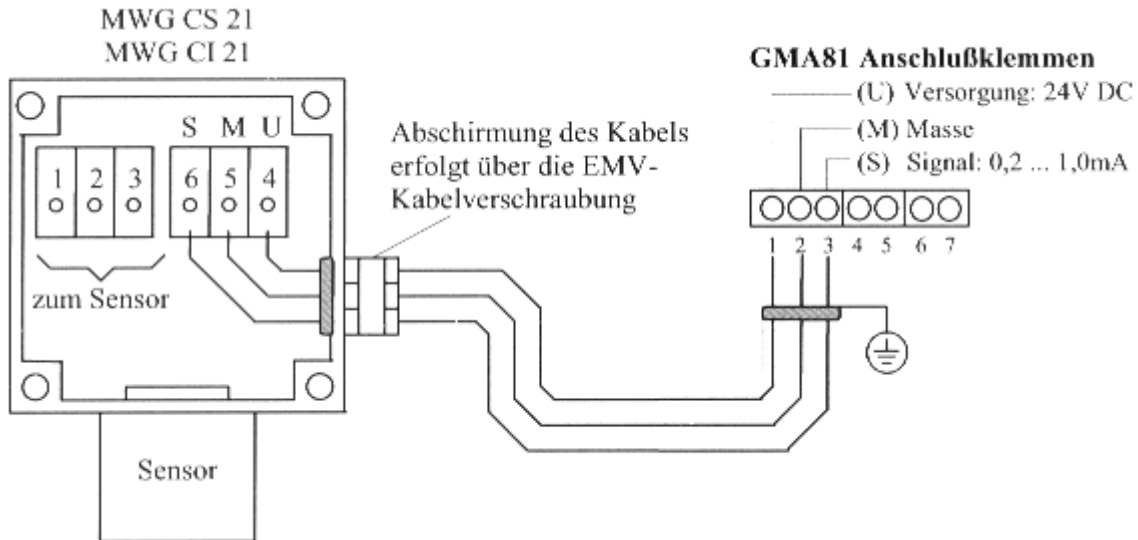 MWG CS 21
MWG CI 21
S M U
1 2 3 6 5 4
zum Sensor
Sensor
Abschirmung des Kabels
erfolgt über die EMV-
Kabelverschraubung
GMA81 Anschlußklemmen
(U) Versorgung: 24V DC
(M) Masse
(S) Signal: 0,2 ... 1,0mA
1 2 3 4 5 6 7